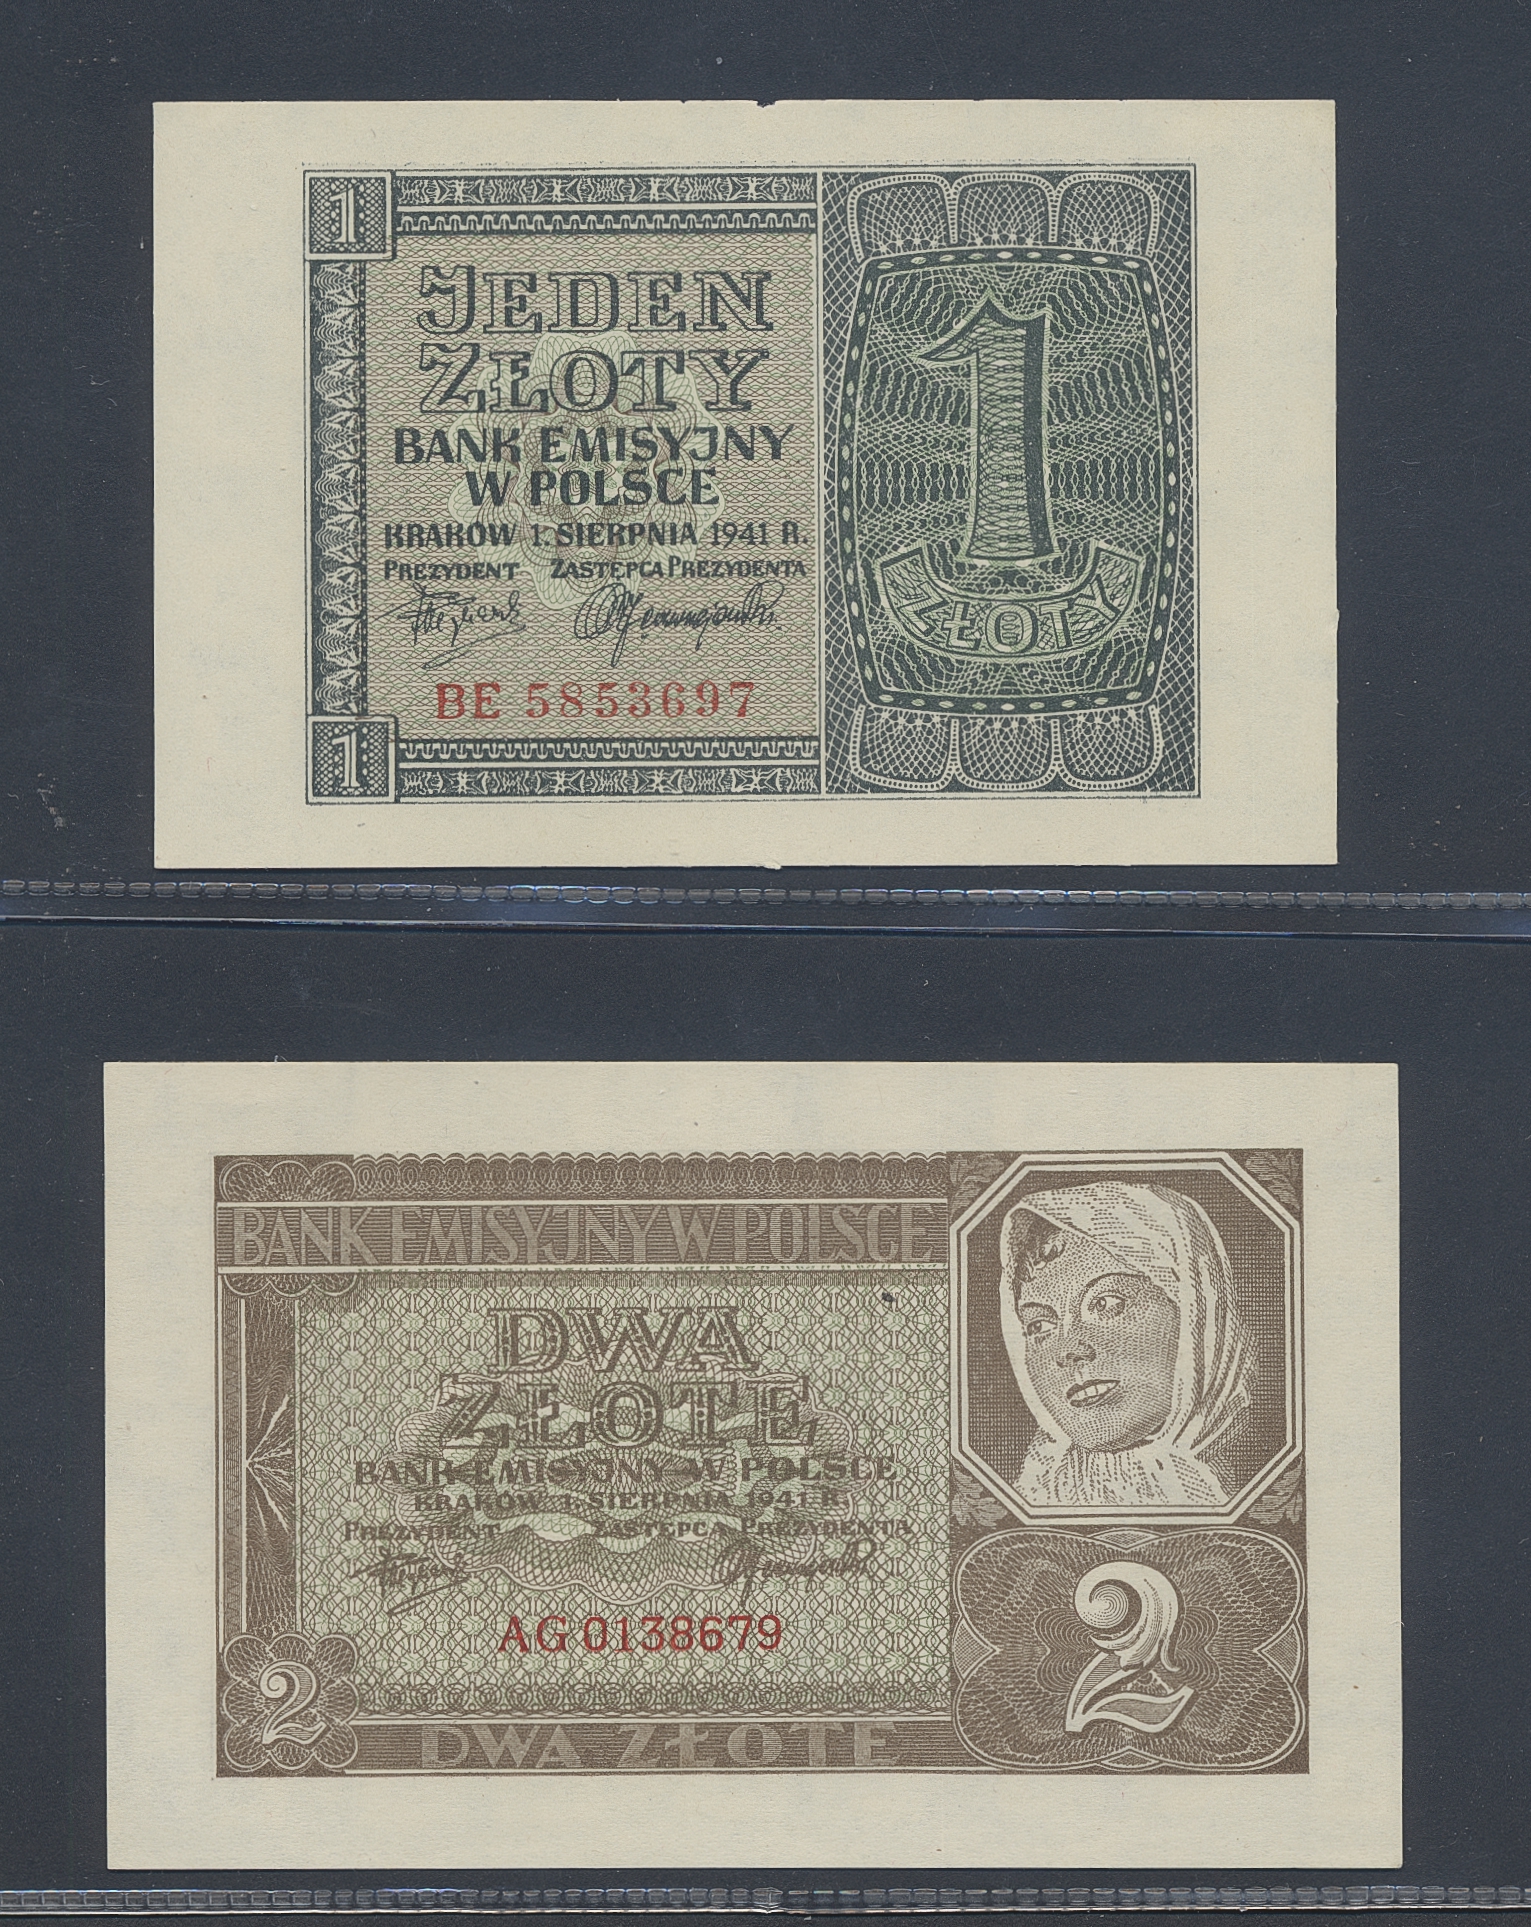 1
JEDEN
ZŁOTY
BANK EMISYJNY
W POLSCE
KRAKÓW 1. SIERPNIA 1941 R.
PREZYDENT ZASTĘPCA PREZYDENTA
BE 5853697
1
1
ZŁOTY
BANK EMISYJNY W POLSCE
DWA
ZŁOTE
BANK EMISYJNY W POLSCE
KRAKÓW 1. SIERPNIA 1941 R.
PREZYDENT ZASTĘPCA PREZYDENTA
AG 0138679
2
DWA ZŁOTE
2